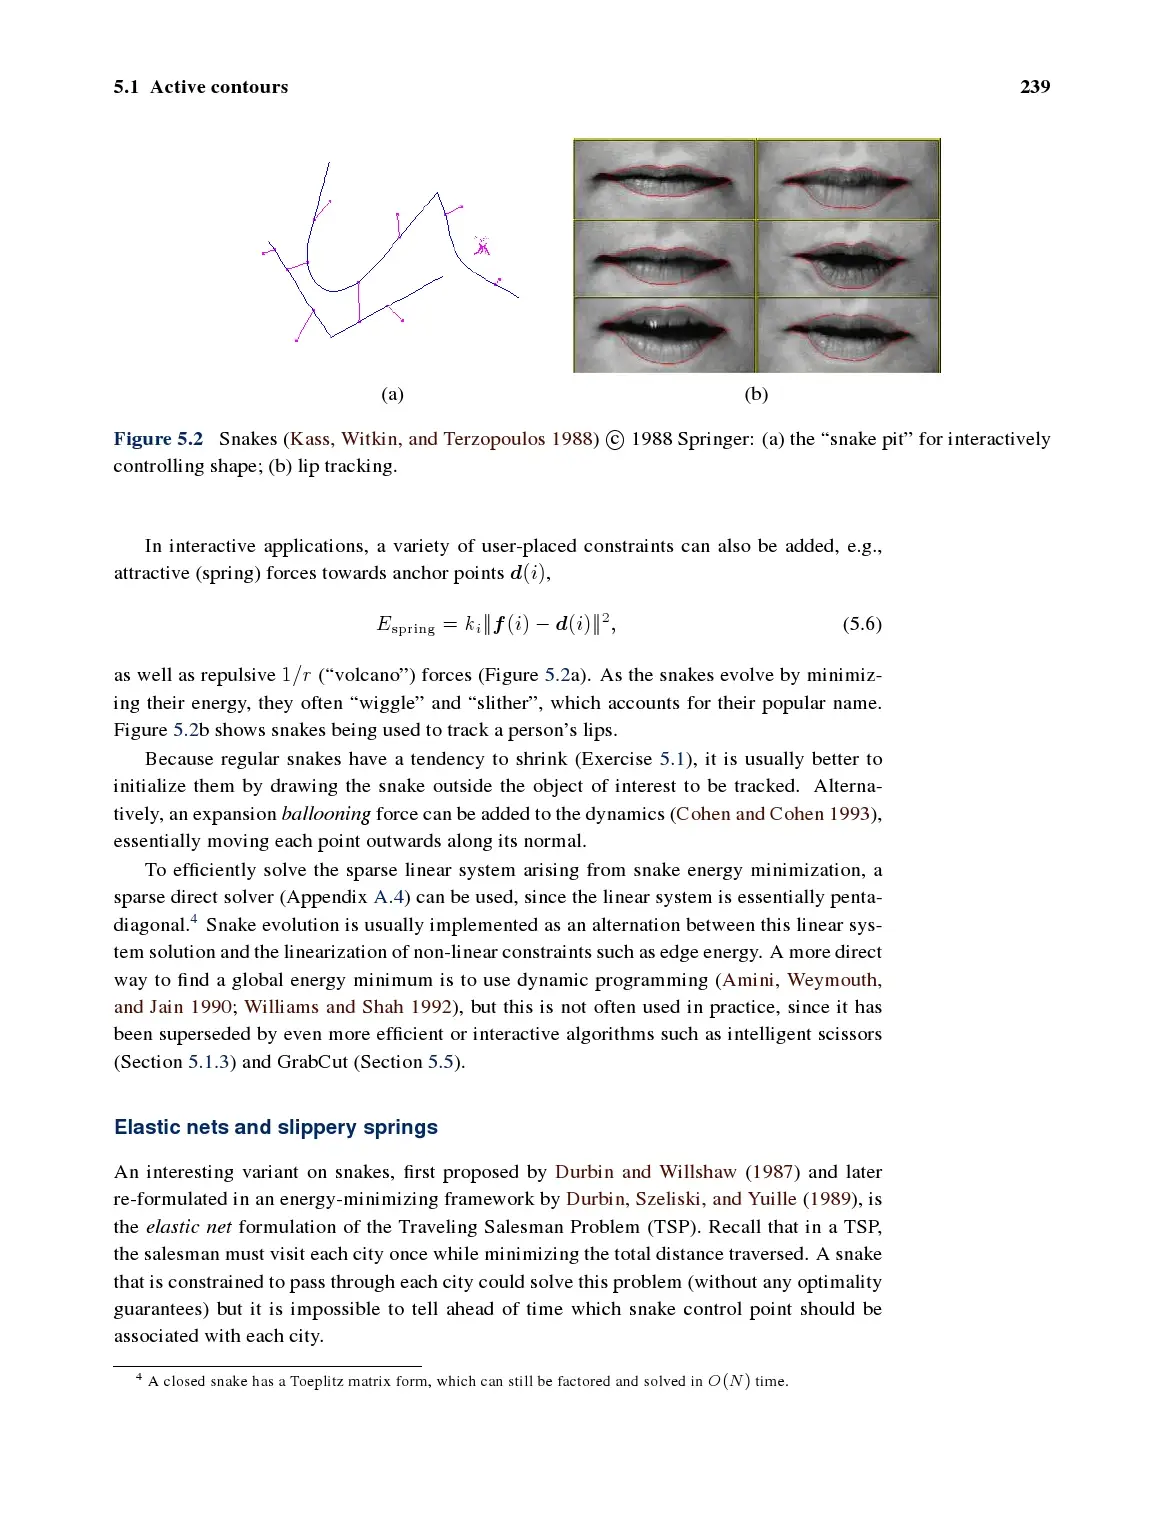 5.1 Active contours 239
(a) (b)
Figure 5.2 Snakes (Kass, Witkin, and Terzopoulos 1988) © 1988 Springer: (a) the “snake pit” for interactively
controlling shape; (b) lip tracking.
In interactive applications, a variety of user-placed constraints can also be added, e.g.,
attractive (spring) forces towards anchor points d(i),
E_spring = k_i‖f(i) − d(i)‖², (5.6)
as well as repulsive 1/r (“volcano”) forces (Figure 5.2a). As the snakes evolve by minimiz-
ing their energy, they often “wiggle” and “slither”, which accounts for their popular name.
Figure 5.2b shows snakes being used to track a person’s lips.
Because regular snakes have a tendency to shrink (Exercise 5.1), it is usually better to
initialize them by drawing the snake outside the object of interest to be tracked. Alterna-
tively, an expansion ballooning force can be added to the dynamics (Cohen and Cohen 1993),
essentially moving each point outwards along its normal.
To efficiently solve the sparse linear system arising from snake energy minimization, a
sparse direct solver (Appendix A.4) can be used, since the linear system is essentially penta-
diagonal.⁴ Snake evolution is usually implemented as an alternation between this linear sys-
tem solution and the linearization of non-linear constraints such as edge energy. A more direct
way to find a global energy minimum is to use dynamic programming (Amini, Weymouth,
and Jain 1990; Williams and Shah 1992), but this is not often used in practice, since it has
been superseded by even more efficient or interactive algorithms such as intelligent scissors
(Section 5.1.3) and GrabCut (Section 5.5).
Elastic nets and slippery springs
An interesting variant on snakes, first proposed by Durbin and Willshaw (1987) and later
re-formulated in an energy-minimizing framework by Durbin, Szeliski, and Yuille (1989), is
the elastic net formulation of the Traveling Salesman Problem (TSP). Recall that in a TSP,
the salesman must visit each city once while minimizing the total distance traversed. A snake
that is constrained to pass through each city could solve this problem (without any optimality
guarantees) but it is impossible to tell ahead of time which snake control point should be
associated with each city.
⁴ A closed snake has a Toeplitz matrix form, which can still be factored and solved in O(N) time.